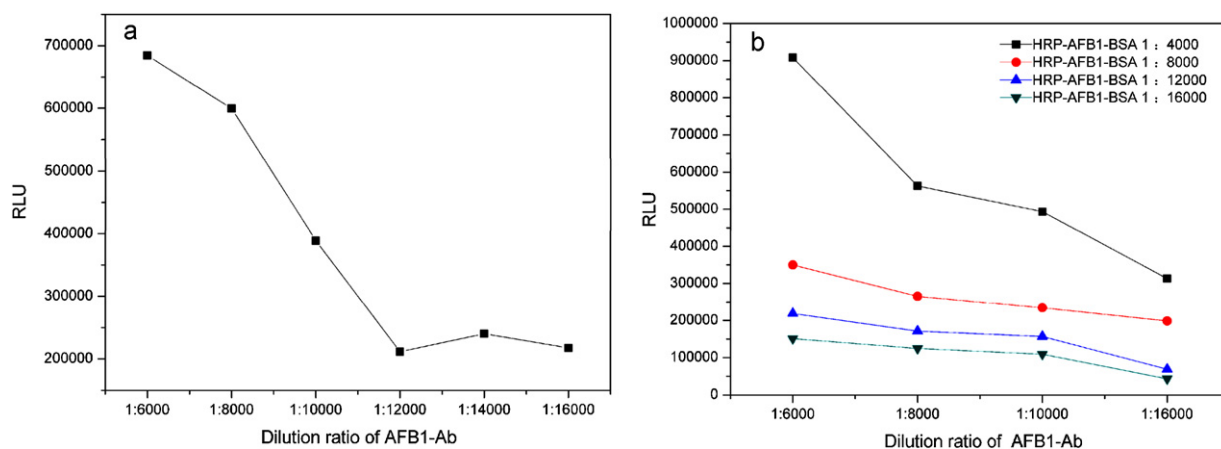 a
700000
600000
500000
400000
300000
200000
RLU
1:6000 1:8000 1:10000 1:12000 1:14000 1:16000
Dilution ratio of AFB1-Ab
b
1000000
900000
800000
700000
600000
500000
400000
300000
200000
100000
0
RLU
HRP-AFB1-BSA 1： 4000
HRP-AFB1-BSA 1： 8000
HRP-AFB1-BSA 1： 12000
HRP-AFB1-BSA 1： 16000
1:6000 1:8000 1:10000 1:16000
Dilution ratio of AFB1-Ab